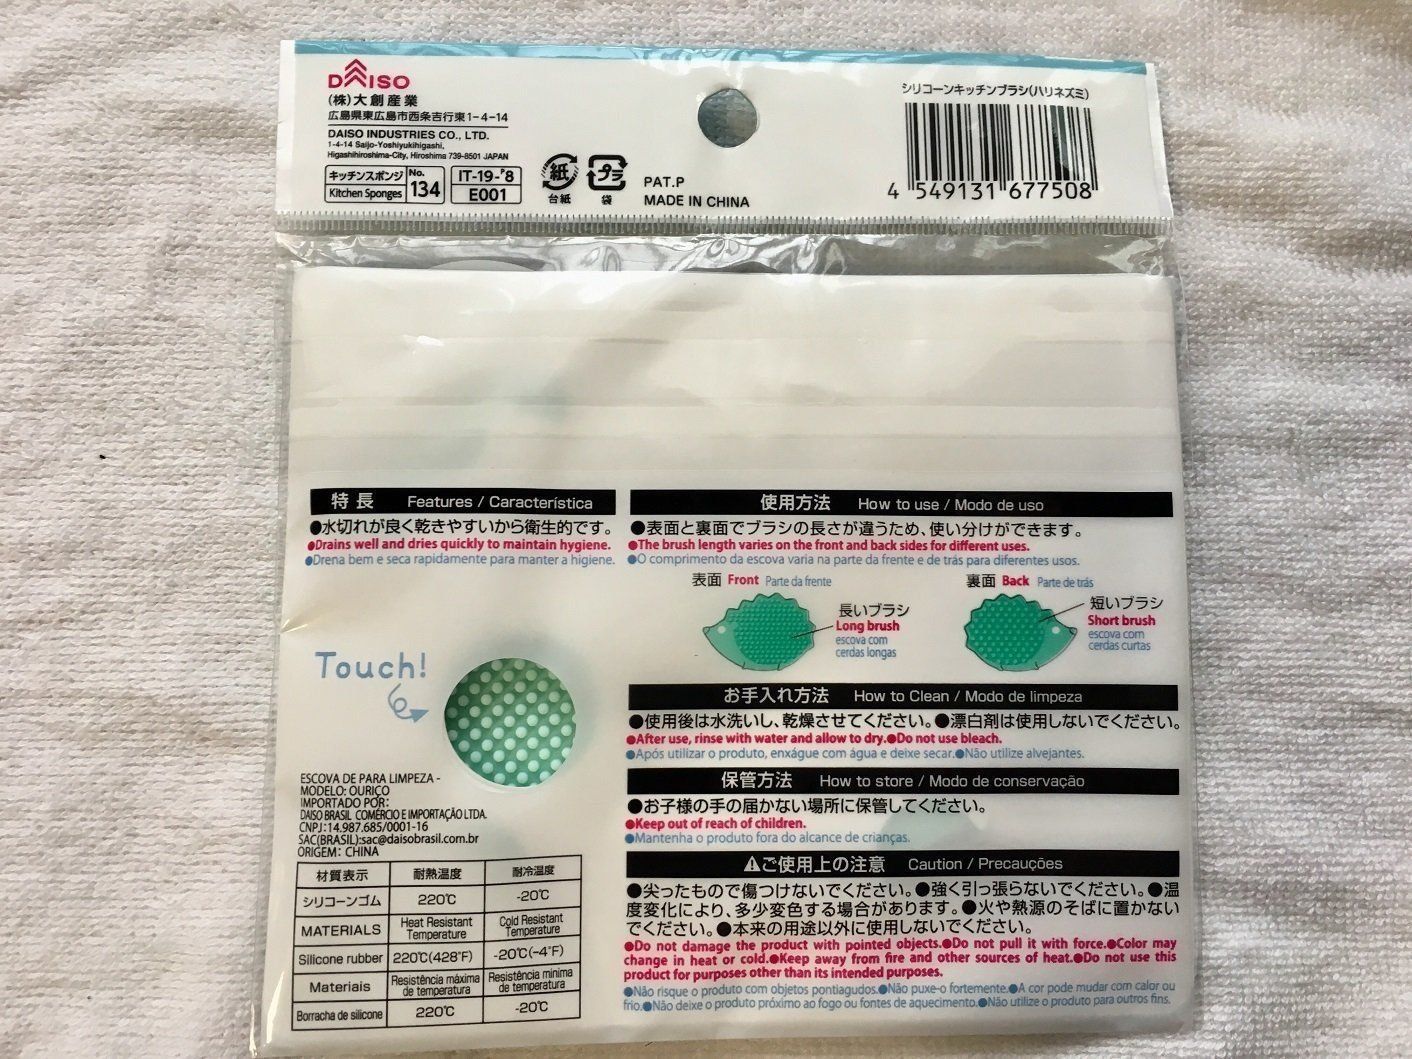 DAISO
(株)大創産業
広島県東広島市西条吉行東1-4-14
DAISO INDUSTRIES CO., LTD.
1-4-14 Saijo-Yoshiyukihigashi,
Higashihiroshima-City, Hiroshima 739-8501 JAPAN
キッチンスポンジ
Kitchen Sponges
No.
134
IT-19-P8
E001
紙
台紙
プラ
袋
PAT.P
MADE IN CHINA
シリコーンキッチンブラシ(ハリネズミ)
4 549131 677508
特長 Features / Característica
●水切れが良く乾きやすいから衛生的です。
●Drains well and dries quickly to maintain hygiene.
●Drena bem e seca rapidamente para manter a higiene.
Touch!
ESCOVA DE PARA LIMPEZA -
MODELO: OURIÇO
IMPORTADO POR:
DAISO BRASIL COMÉRCIO E IMPORTAÇÃO LTDA.
CNPJ:14.987.685/0001-16
SAC(BRASIL):sac@daisobrasil.com.br
ORIGEM: CHINA
材質表示 耐熱温度 耐冷温度
シリコーンゴム 220℃ -20℃
MATERIALS Heat Resistant Temperature Cold Resistant Temperature
Silicone rubber 220℃(428°F) -20℃(-4°F)
Materiais Resistência máxima de temperatura Resistência mínima de temperatura
Borracha de silicone 220℃ -20℃
使用方法 How to use / Modo de uso
●表面と裏面でブラシの長さが違うため、使い分けができます。
●The brush length varies on the front and back sides for different uses.
●O comprimento da escova varia na parte da frente e de trás para diferentes usos.
表面 Front Parte da frente
長いブラシ
Long brush
escova com
cerdas longas
裏面 Back Parte de trás
短いブラシ
Short brush
escova com
cerdas curtas
お手入れ方法 How to Clean / Modo de limpeza
●使用後は水洗いし、乾燥させてください。●漂白剤は使用しないでください。
●After use, rinse with water and allow to dry.●Do not use bleach.
●Após utilizar o produto, enxágue com água e deixe secar.●Não utilize alvejantes.
保管方法 How to store / Modo de conservação
●お子様の手の届かない場所に保管してください。
●Keep out of reach of children.
●Mantenha o produto fora do alcance de crianças.
⚠ご使用上の注意 Caution / Precauções
●尖ったもので傷つけないでください。●強く引っ張らないでください。●温
度変化により、多少変色する場合があります。●火や熱源のそばに置かない
でください。●本来の用途以外に使用しないでください。
●Do not damage the product with pointed objects.●Do not pull it with force.●Color may
change in heat or cold.●Keep away from fire and other sources of heat.●Do not use this
product for purposes other than its intended purposes.
●Não risque o produto com objetos pontiagudos.●Não puxe-o fortemente.●A cor pode mudar com calor ou
frio.●Não deixe o produto próximo ao fogo ou fontes de aquecimento.●Não utilize o produto para outros fins.